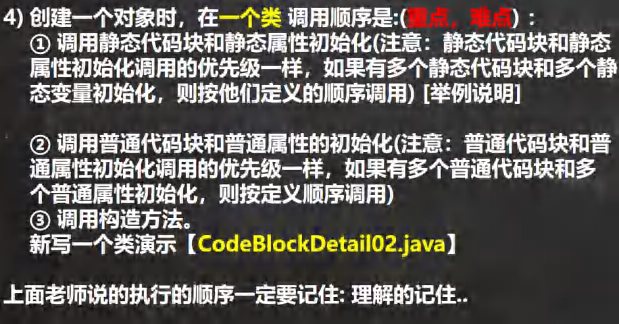 4) 创建一个对象时，在一个类 调用顺序是:(重点，难点)：
① 调用静态代码块和静态属性初始化(注意：静态代码块和静态
属性初始化调用的优先级一样，如果有多个静态代码块和多个静
态变量初始化，则按他们定义的顺序调用) [举例说明]
② 调用普通代码块和普通属性的初始化(注意：普通代码块和普
通属性初始化调用的优先级一样，如果有多个普通代码块和多
个普通属性初始化，则按定义顺序调用)
③ 调用构造方法。
新写一个类演示【CodeBlockDetail02.java】
上面老师说的执行的顺序一定要记住: 理解的记住..